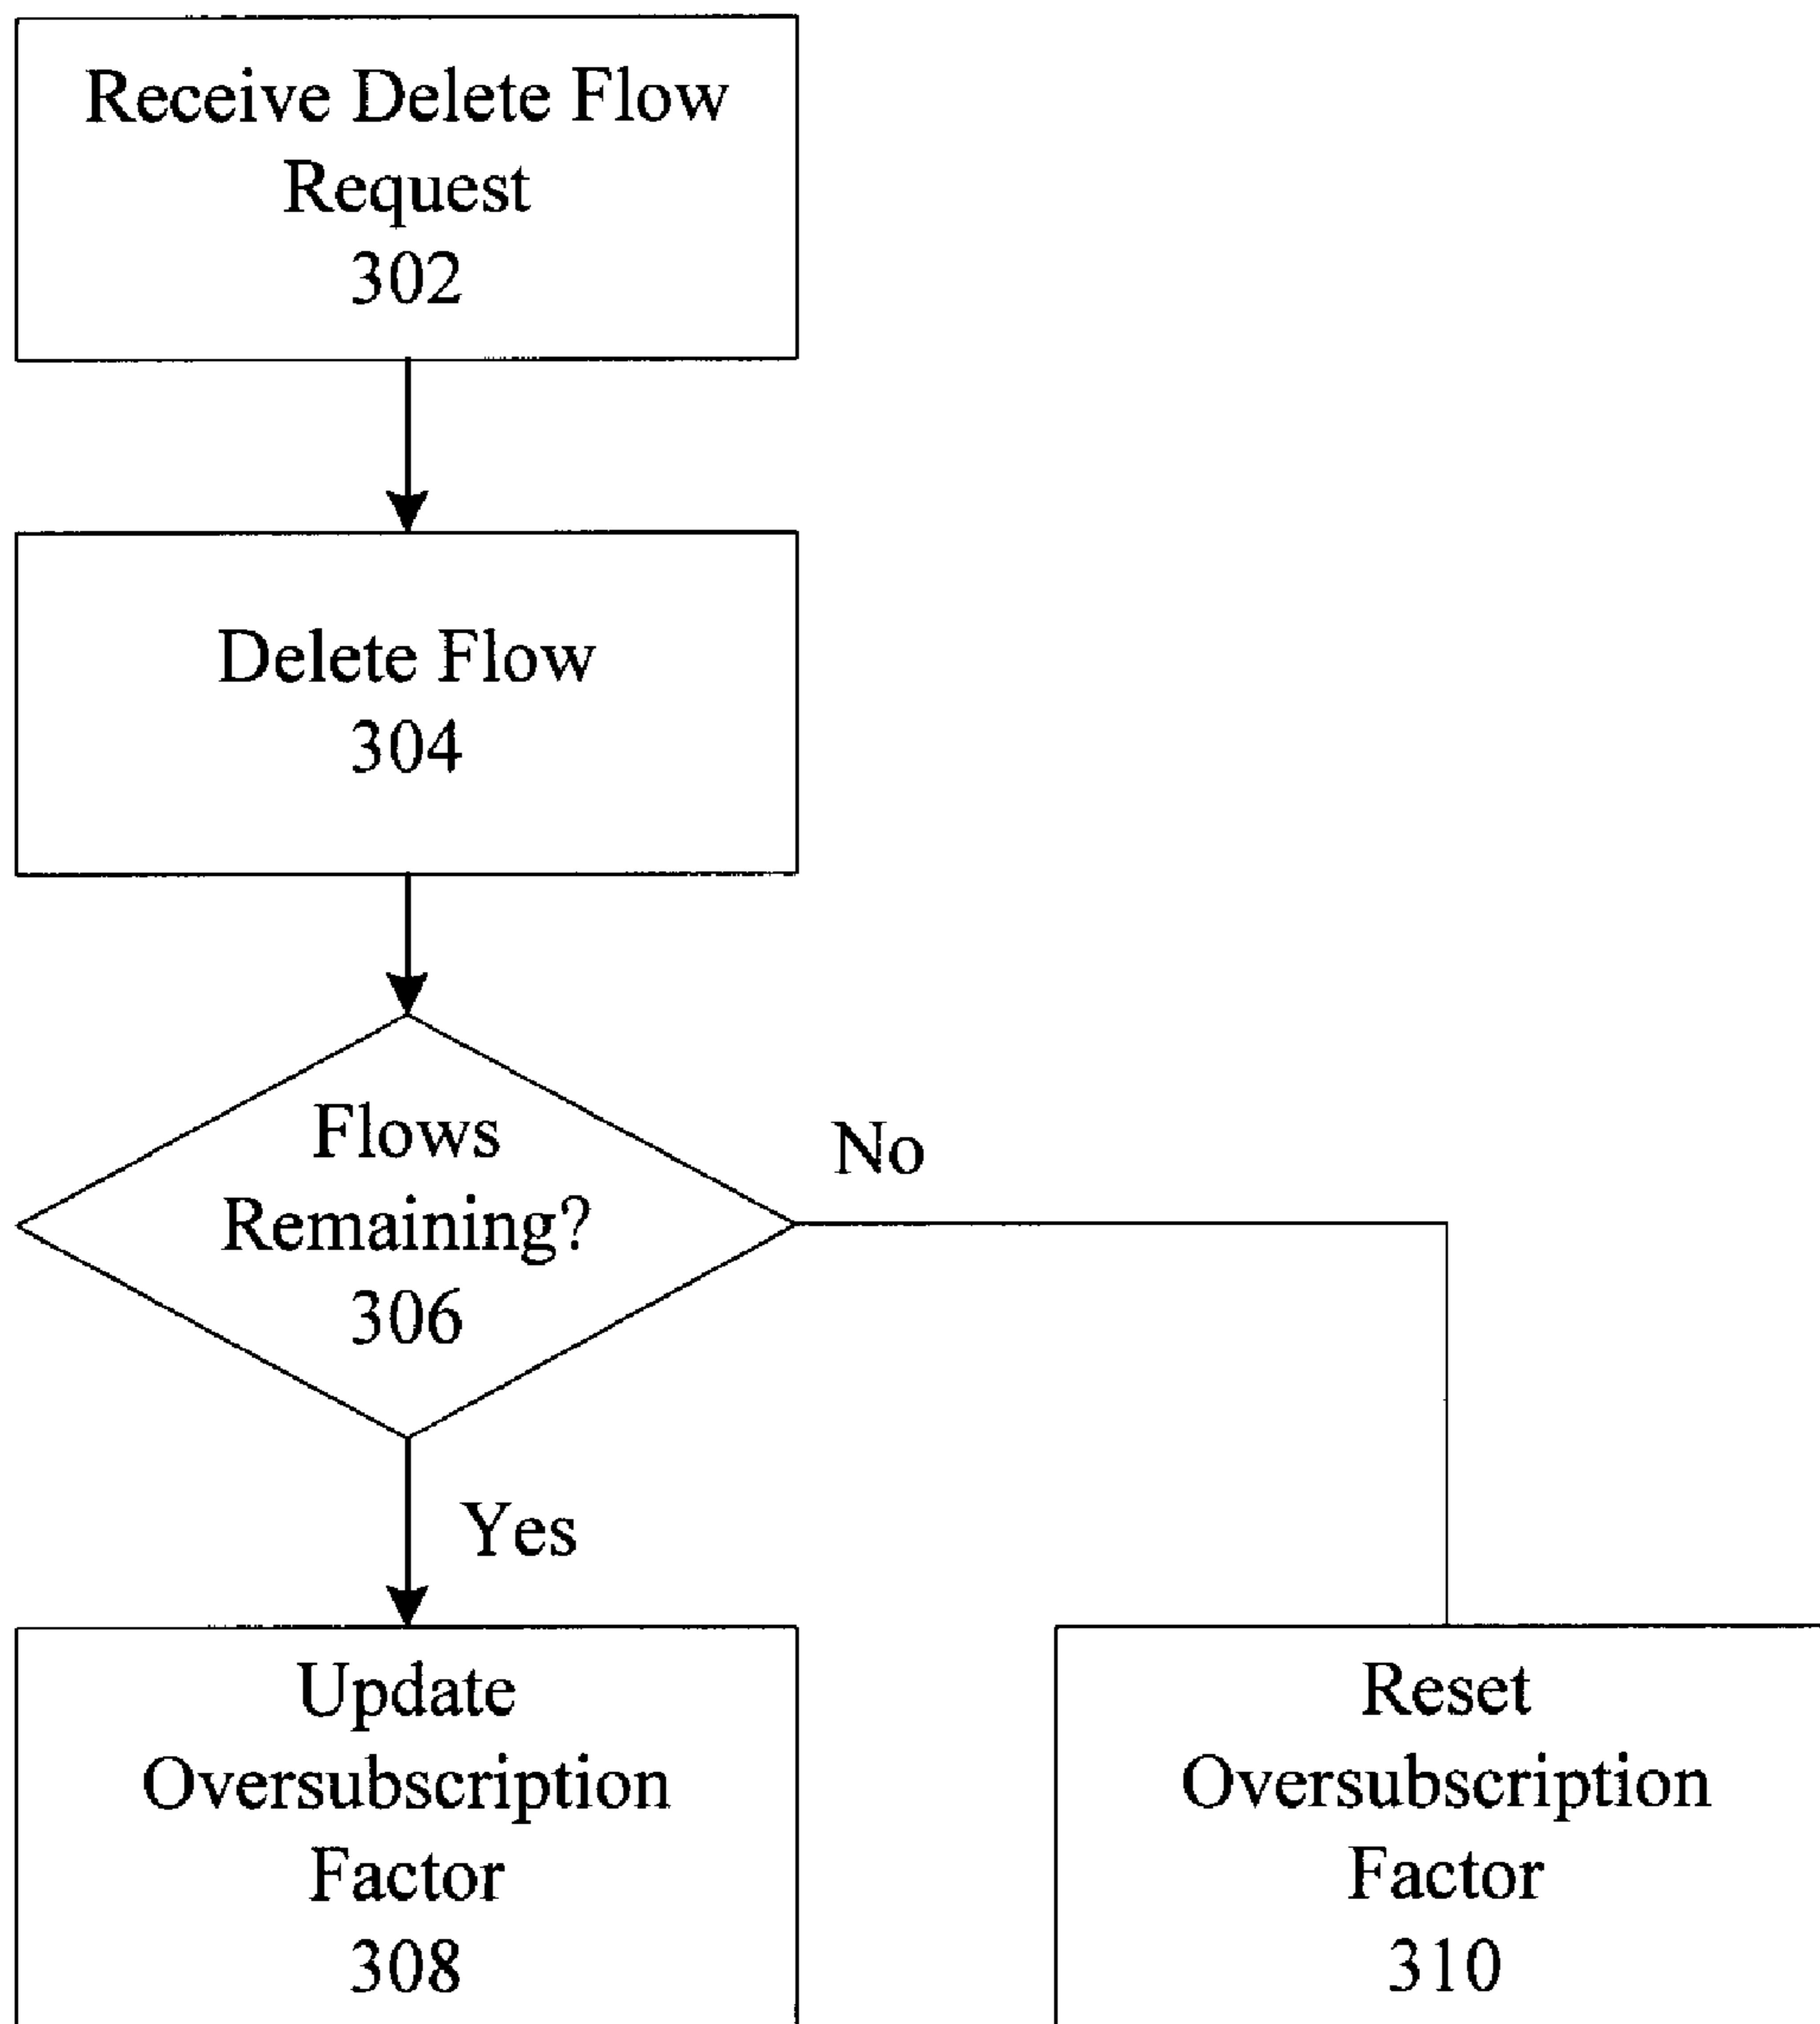 Receive Delete Flow
Request
302
Delete Flow
304
Flows
Remaining?
306
No
Yes
Update
Oversubscription
Factor
308
Reset
Oversubscription
Factor
310